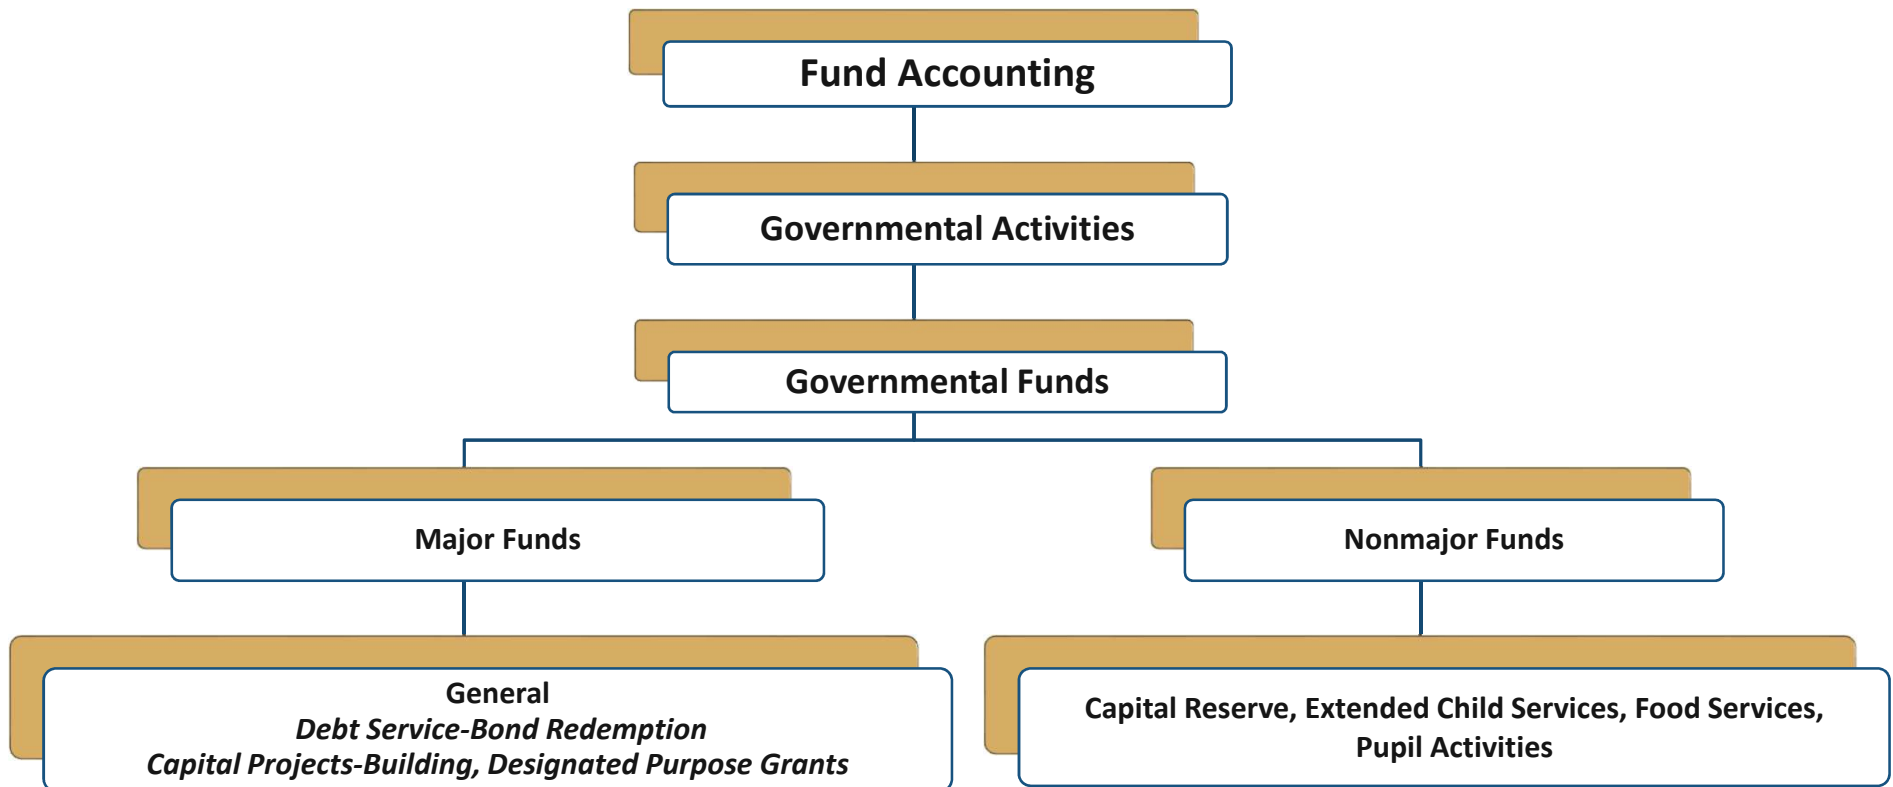 Fund Accounting
Governmental Activities
Governmental Funds
Major Funds
Nonmajor Funds
General
Debt Service-Bond Redemption
Capital Projects-Building, Designated Purpose Grants
Capital Reserve, Extended Child Services, Food Services,
Pupil Activities